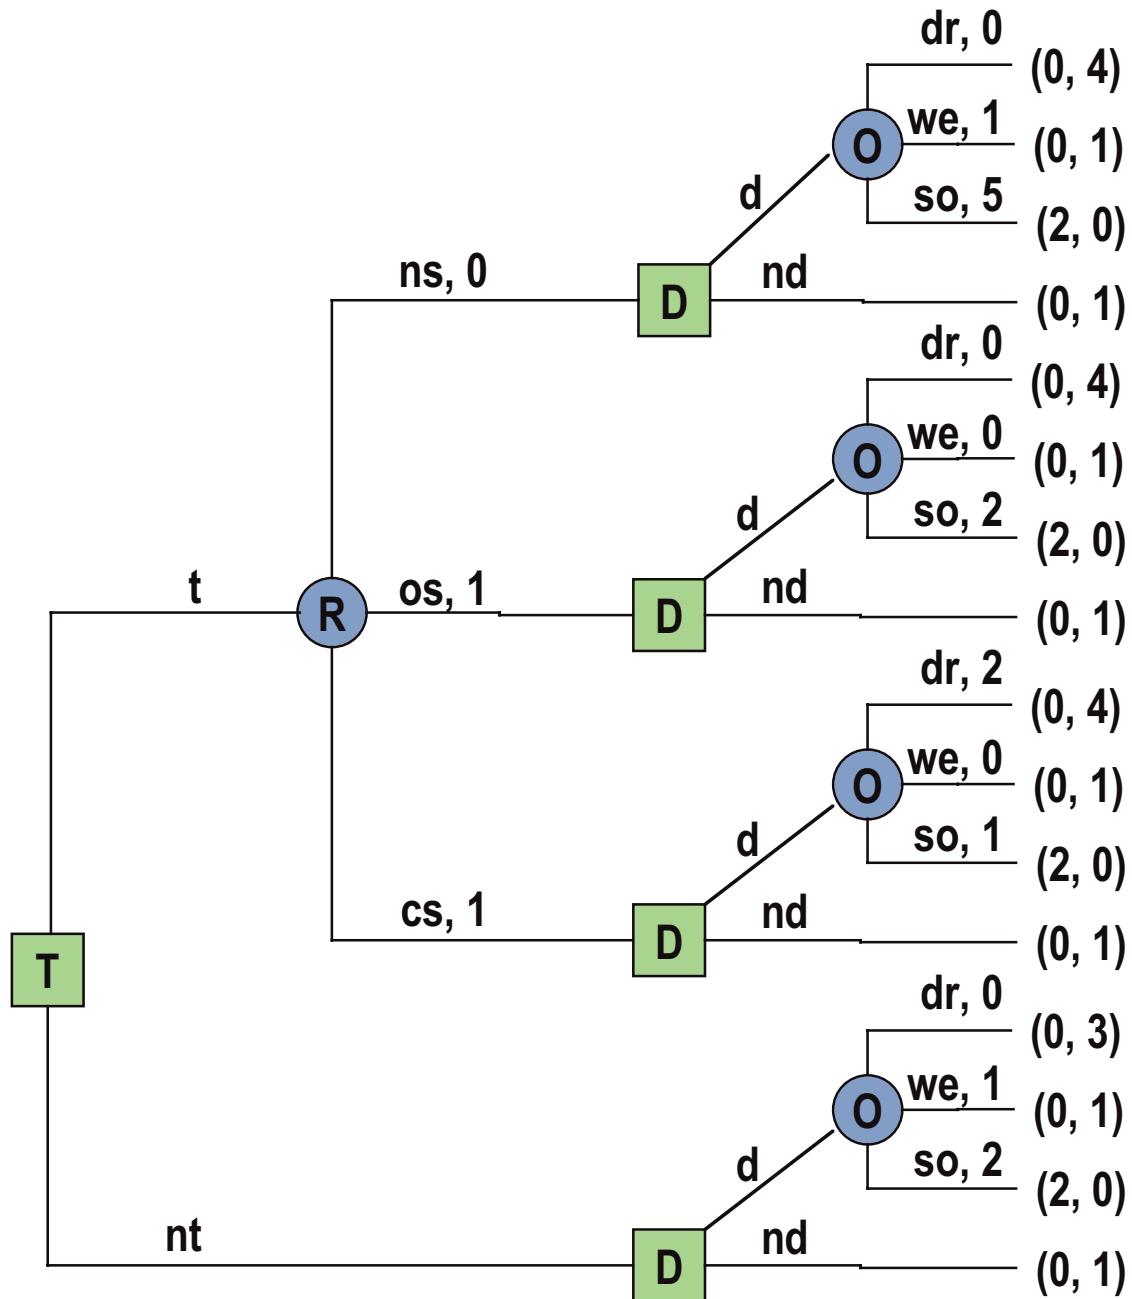 dr, 0
(0, 4)
O
we, 1
(0, 1)
so, 5
(2, 0)
d
ns, 0
D
nd
(0, 1)
dr, 0
(0, 4)
O
we, 0
(0, 1)
so, 2
(2, 0)
d
t
R
os, 1
D
nd
(0, 1)
dr, 2
(0, 4)
O
we, 0
(0, 1)
so, 1
(2, 0)
d
cs, 1
D
nd
(0, 1)
T
dr, 0
(0, 3)
O
we, 1
(0, 1)
so, 2
(2, 0)
d
nt
D
nd
(0, 1)